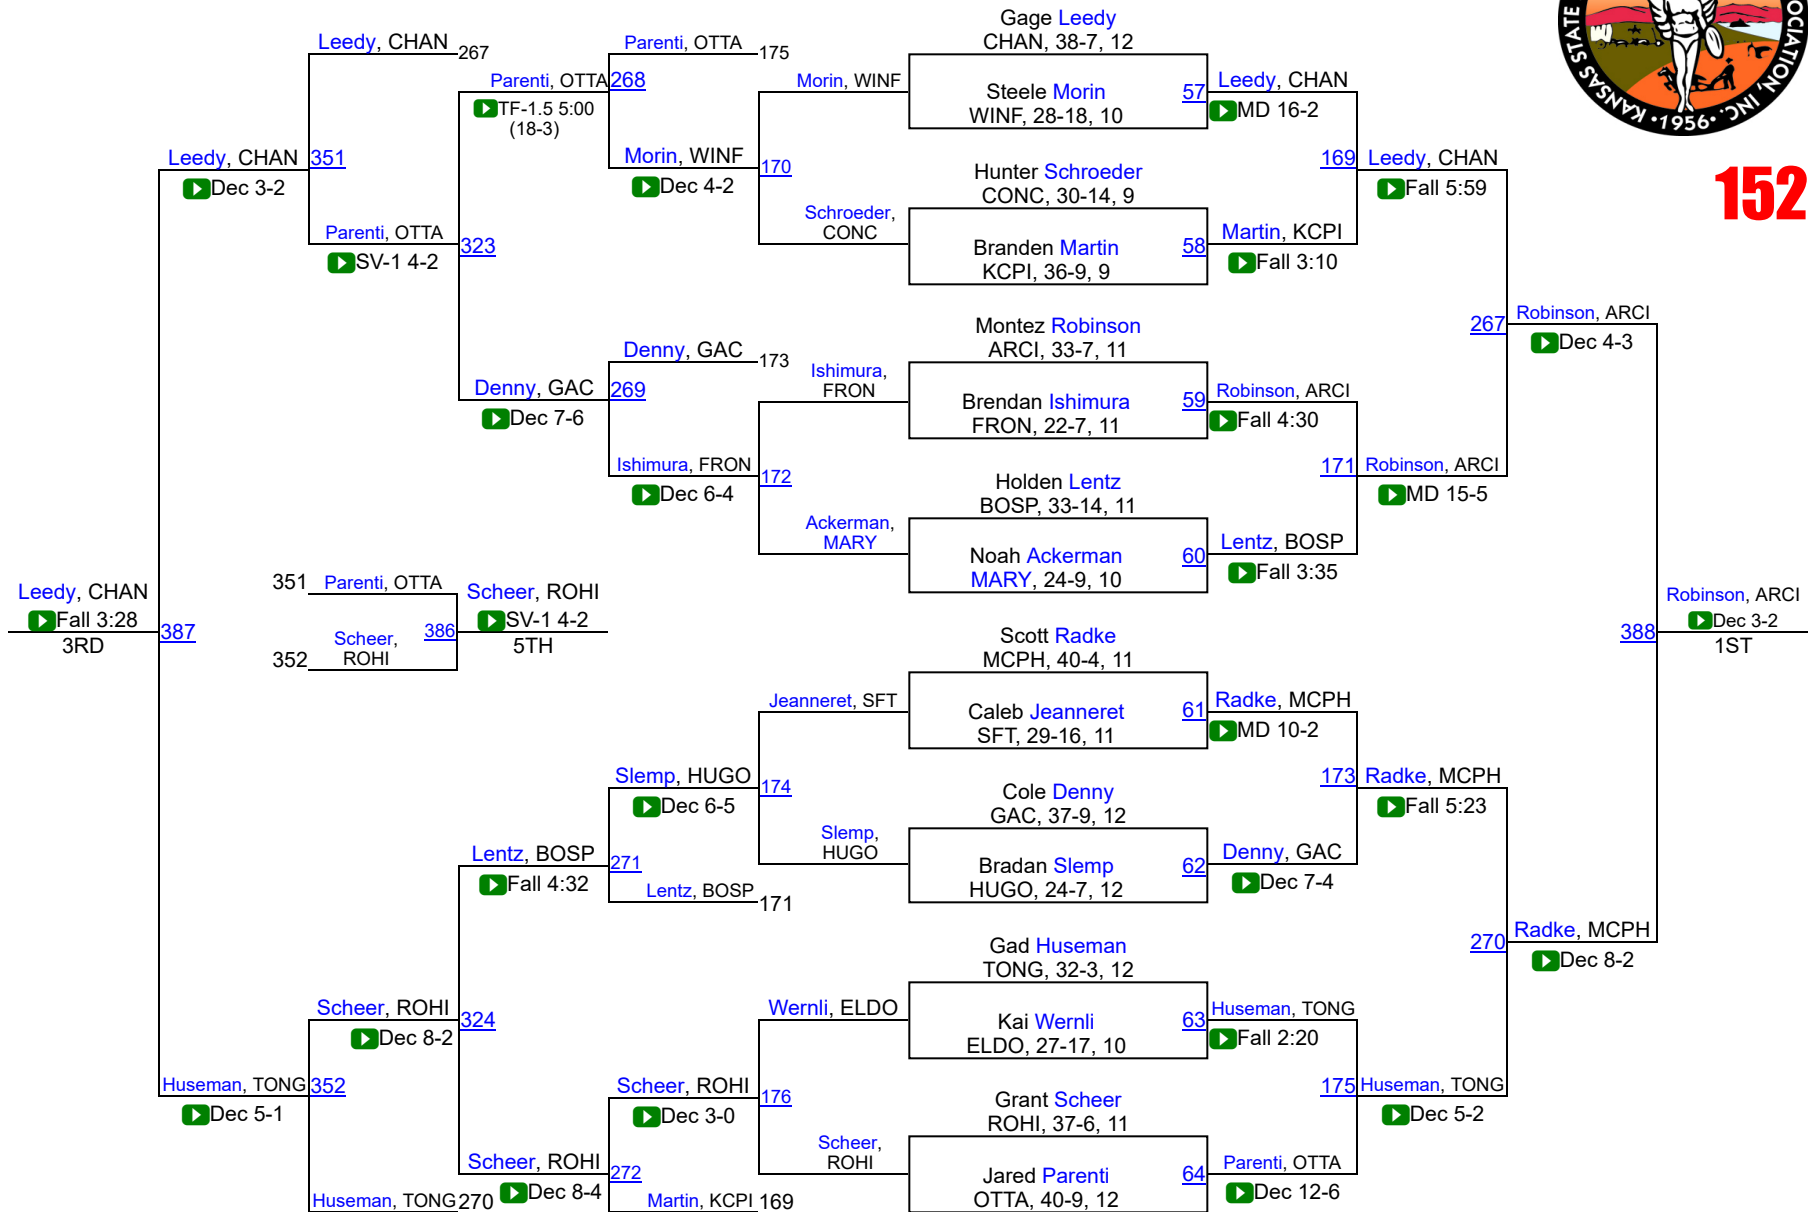 Gage Leedy
CHAN, 38-7, 12
Steele Morin
WINF, 28-18, 10
57
Hunter Schroeder
CONC, 30-14, 9
Branden Martin
KCPI, 36-9, 9
58
Montez Robinson
ARCI, 33-7, 11
Brendan Ishimura
FRON, 22-7, 11
59
Holden Lentz
BOSP, 33-14, 11
Noah Ackerman
MARY, 24-9, 10
60
Scott Radke
MCPH, 40-4, 11
Caleb Jeanneret
SFT, 29-16, 11
61
Cole Denny
GAC, 37-9, 12
Bradan Slemp
HUGO, 24-7, 12
62
Gad Huseman
TONG, 32-3, 12
Kai Wernli
ELDO, 27-17, 10
63
Grant Scheer
ROHI, 37-6, 11
Jared Parenti
OTTA, 40-9, 12
64
Leedy, CHAN
MD 16-2
169
Martin, KCPI
Fall 3:10
Robinson, ARCI
Fall 4:30
171
Lentz, BOSP
Fall 3:35
Radke, MCPH
MD 10-2
173
Denny, GAC
Dec 7-4
Huseman, TONG
Fall 2:20
175
Parenti, OTTA
Dec 12-6
Leedy, CHAN
Fall 5:59
267
Robinson, ARCI
MD 15-5
Radke, MCPH
Fall 5:23
270
Huseman, TONG
Dec 5-2
Robinson, ARCI
Dec 4-3
388
Radke, MCPH
Dec 8-2
Robinson, ARCI
Dec 3-2
1ST
Morin, WINF
170
Schroeder,
CONC
Ishimura,
FRON
172
Ackerman,
MARY
Jeanneret, SFT
174
Slemp,
HUGO
Wernli, ELDO
176
Scheer,
ROHI
Parenti, OTTA
175
268
Morin, WINF
Dec 4-2
Denny, GAC
173
269
Ishimura, FRON
Dec 6-4
Slemp, HUGO
Dec 6-5
271
Lentz, BOSP
171
Scheer, ROHI
Dec 3-0
272
Martin, KCPI
169
Parenti, OTTA
TF-1.5 5:00
(18-3)
323
Denny, GAC
Dec 7-6
Lentz, BOSP
Fall 4:32
324
Scheer, ROHI
Dec 8-4
Leedy, CHAN
267
351
Parenti, OTTA
SV-1 4-2
Scheer, ROHI
Dec 8-2
352
Huseman, TONG
270
Leedy, CHAN
Dec 3-2
387
Huseman, TONG
Dec 5-1
Leedy, CHAN
Fall 3:28
3RD
351
Parenti, OTTA
386
352
Scheer,
ROHI
Scheer, ROHI
SV-1 4-2
5TH
152
KANSAS STATE
OCIATION, INC.
•1956•